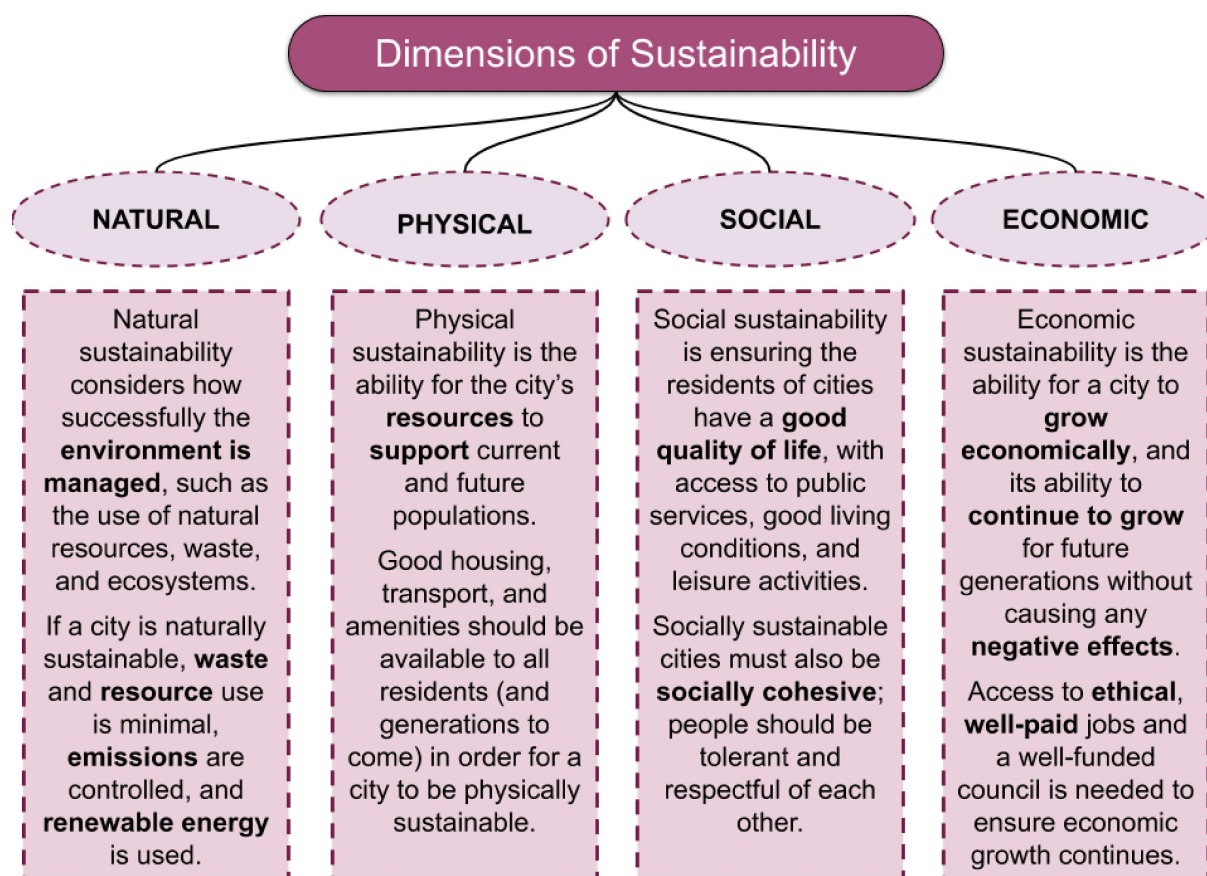 Dimensions of Sustainability
NATURAL
PHYSICAL
SOCIAL
ECONOMIC
Natural
sustainability
considers how
successfully the
environment is
managed, such as
the use of natural
resources, waste,
and ecosystems.
If a city is naturally
sustainable, waste
and resource use
is minimal,
emissions are
controlled, and
renewable energy
is used.
Physical
sustainability is the
ability for the city’s
resources to
support current
and future
populations.
Good housing,
transport, and
amenities should be
available to all
residents (and
generations to
come) in order for a
city to be physically
sustainable.
Social sustainability
is ensuring the
residents of cities
have a good
quality of life, with
access to public
services, good living
conditions, and
leisure activities.
Socially sustainable
cities must also be
socially cohesive;
people should be
tolerant and
respectful of each
other.
Economic
sustainability is the
ability for a city to
grow
economically, and
its ability to
continue to grow
for future
generations without
causing any
negative effects.
Access to ethical,
well-paid jobs and
a well-funded
council is needed to
ensure economic
growth continues.